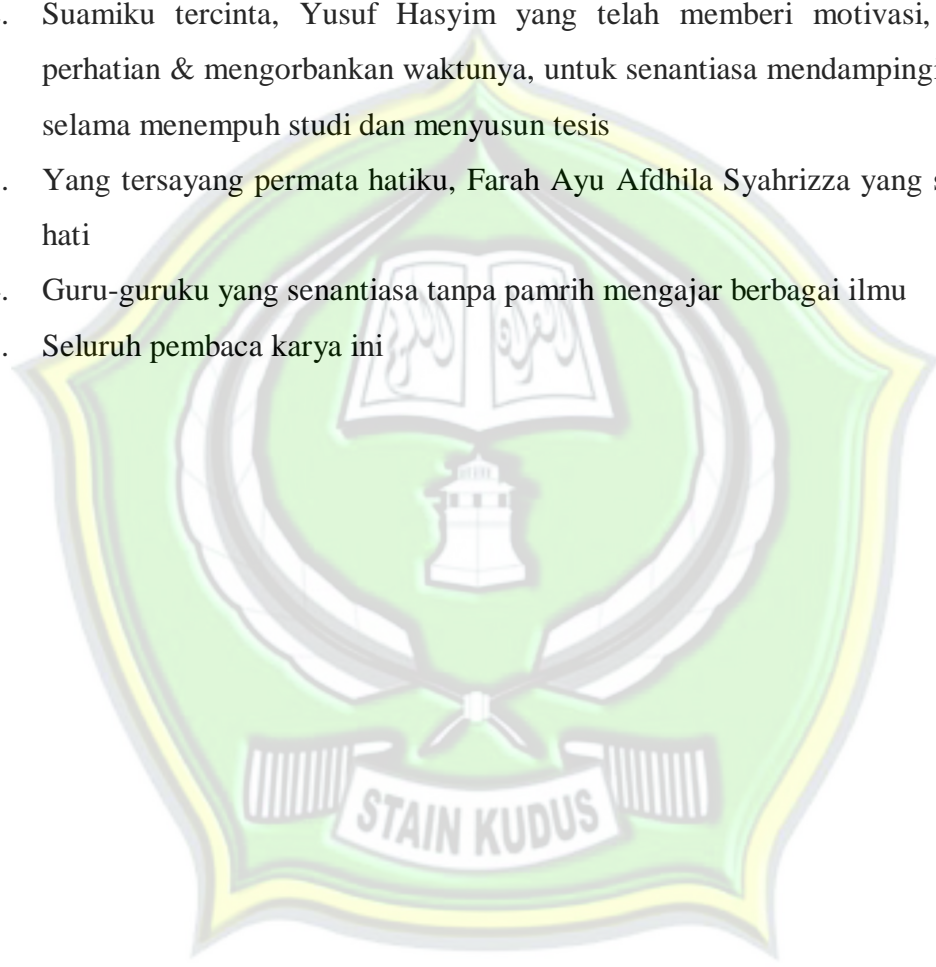 . Suamiku tercinta, Yusuf Hasyim yang telah memberi motivasi,
perhatian & mengorbankan waktunya, untuk senantiasa mendampingi
selama menempuh studi dan menyusun tesis
. Yang tersayang permata hatiku, Farah Ayu Afdhila Syahrizza yang
hati
. Guru-guruku yang senantiasa tanpa pamrih mengajar berbagai ilmu
. Seluruh pembaca karya ini
STAIN KUDUS